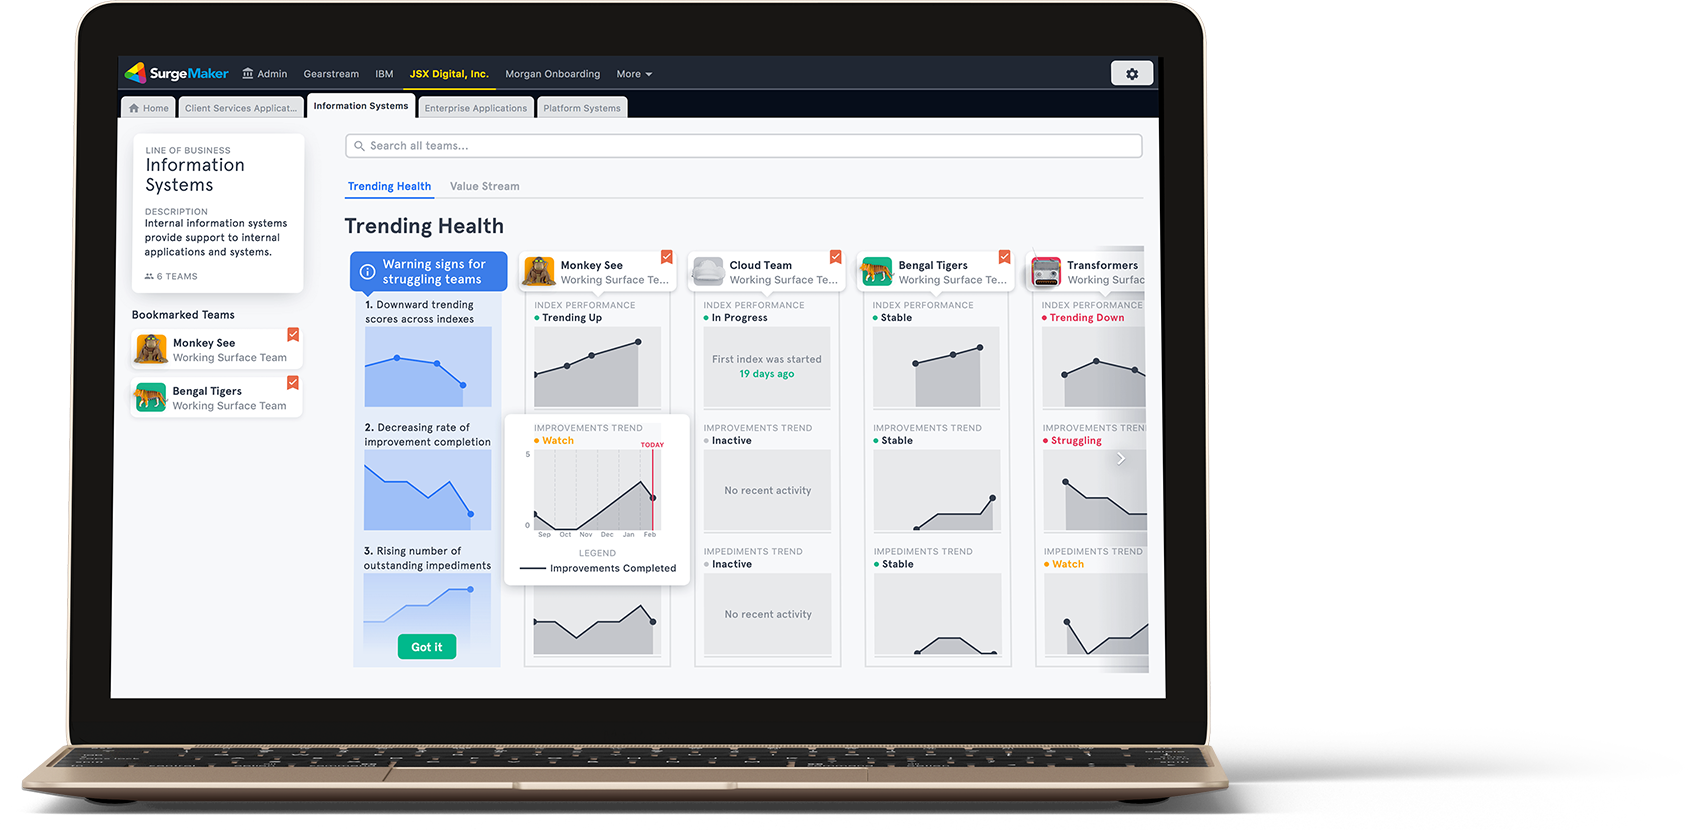 SurgeMaker
Admin
Gearstream
IBM
JSX Digital, Inc.
Morgan Onboarding
More
Home
Client Services Applicat...
Information Systems
Enterprise Applications
Platform Systems
LINE OF BUSINESS
Information
Systems
DESCRIPTION
Internal information systems
provide support to internal
applications and systems.
6 TEAMS
Bookmarked Teams
Monkey See
Working Surface Team
Bengal Tigers
Working Surface Team
Search all teams...
Trending Health
Value Stream
Trending Health
Warning signs for
struggling teams
1. Downward trending
scores across indexes
2. Decreasing rate of
improvement completion
3. Rising number of
outstanding impediments
Got it
Monkey See
Working Surface Te...
INDEX PERFORMANCE
Trending Up
IMPROVEMENTS TREND
Watch
TODAY
5
0
Sep Oct Nov Dec Jan Feb
LEGEND
Improvements Completed
Cloud Team
Working Surface Te...
INDEX PERFORMANCE
In Progress
First index was started
19 days ago
IMPROVEMENTS TREND
Inactive
No recent activity
IMPEDIMENTS TREND
Inactive
No recent activity
Bengal Tigers
Working Surface Te...
INDEX PERFORMANCE
Stable
IMPROVEMENTS TREND
Stable
IMPEDIMENTS TREND
Stable
Transformers
Working Surfac
INDEX PERFORMANCE
Trending Down
IMPROVEMENTS TREN
Struggling
IMPEDIMENTS TREND
Watch